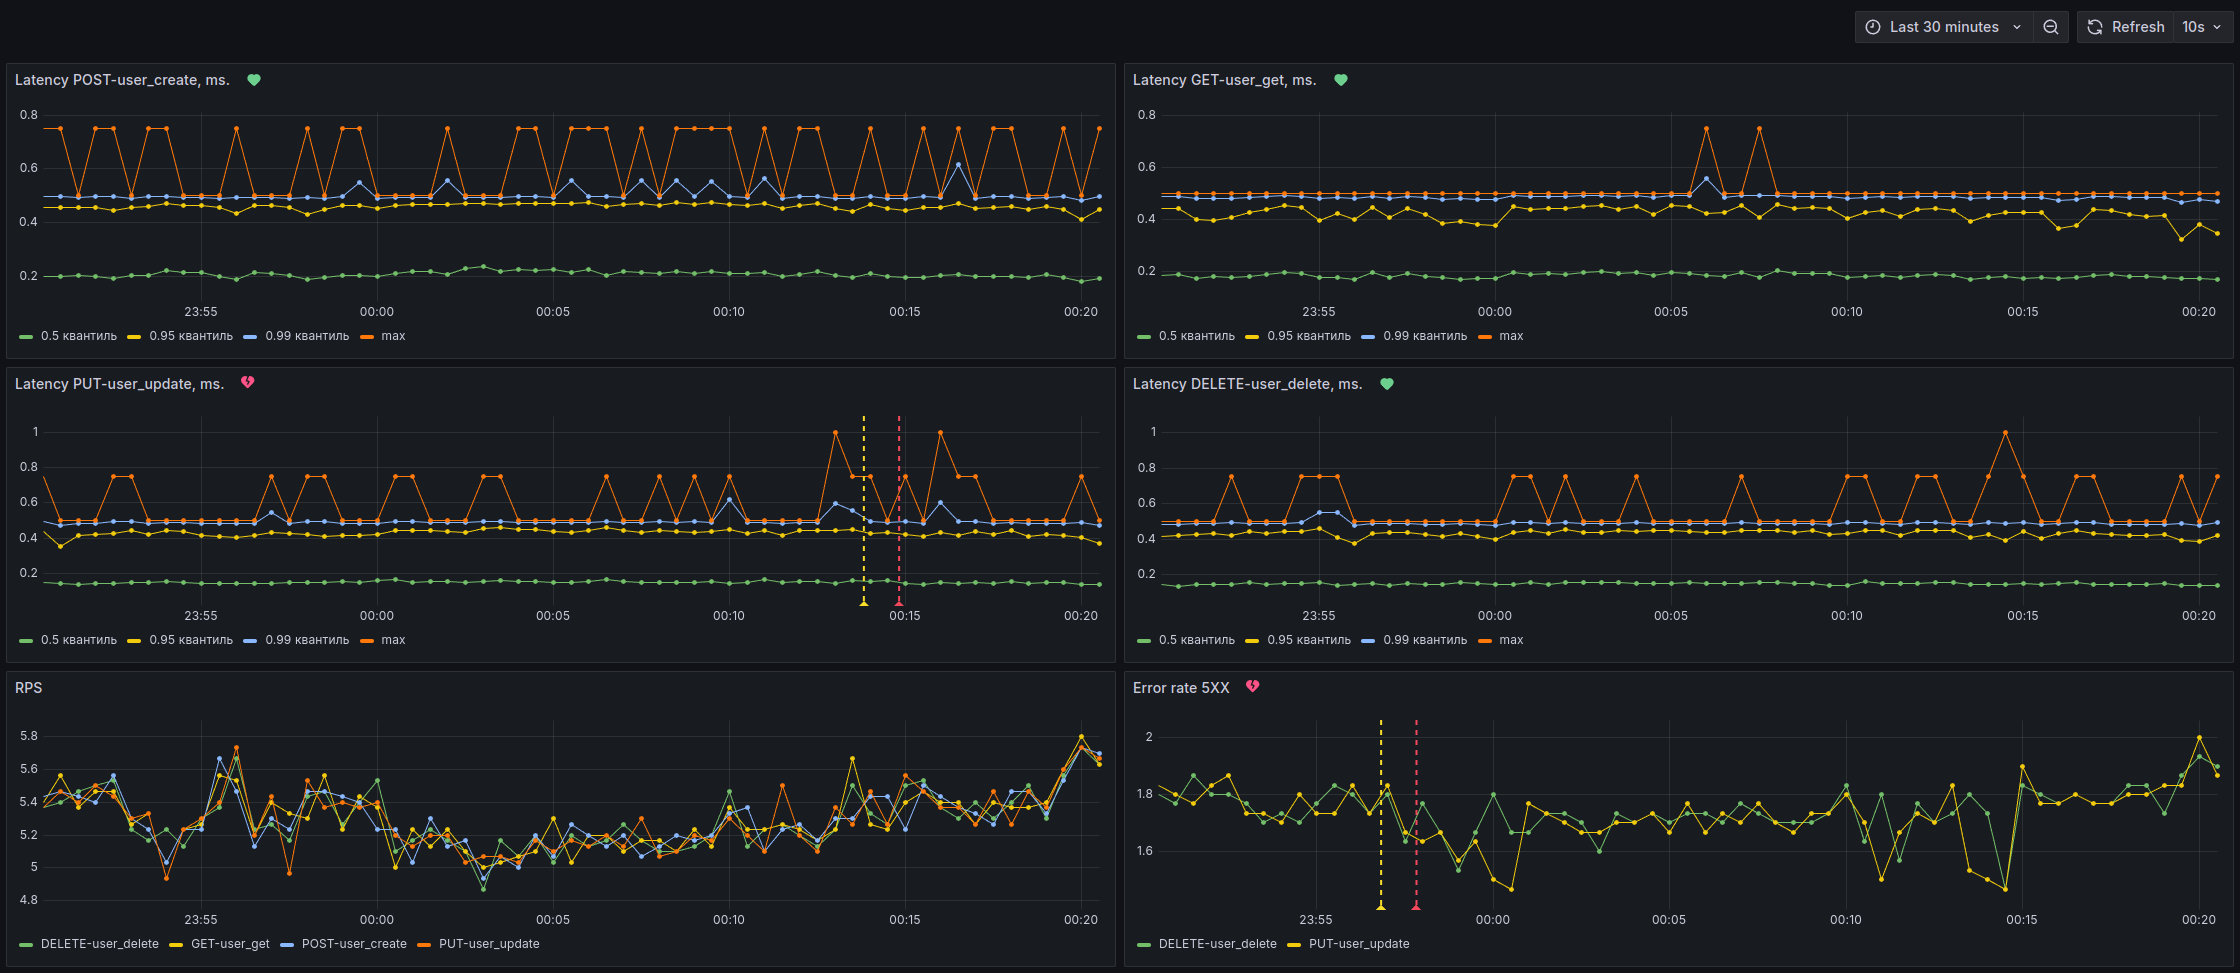 Last 30 minutes Refresh 10s
Latency POST-user_create, ms.
0.8
0.6
0.4
0.2
23:55 00:00 00:05 00:10 00:15 00:20
0.5 квантиль 0.95 квантиль 0.99 квантиль max
Latency GET-user_get, ms.
0.8
0.6
0.4
0.2
23:55 00:00 00:05 00:10 00:15 00:20
0.5 квантиль 0.95 квантиль 0.99 квантиль max
Latency PUT-user_update, ms.
1
0.8
0.6
0.4
0.2
23:55 00:00 00:05 00:10 00:15 00:20
0.5 квантиль 0.95 квантиль 0.99 квантиль max
Latency DELETE-user_delete, ms.
1
0.8
0.6
0.4
0.2
23:55 00:00 00:05 00:10 00:15 00:20
0.5 квантиль 0.95 квантиль 0.99 квантиль max
RPS
5.8
5.6
5.4
5.2
5
4.8
23:55 00:00 00:05 00:10 00:15 00:20
DELETE-user_delete GET-user_get POST-user_create PUT-user_update
Error rate 5XX
2
1.8
1.6
23:55 00:00 00:05 00:10 00:15 00:20
DELETE-user_delete PUT-user_update